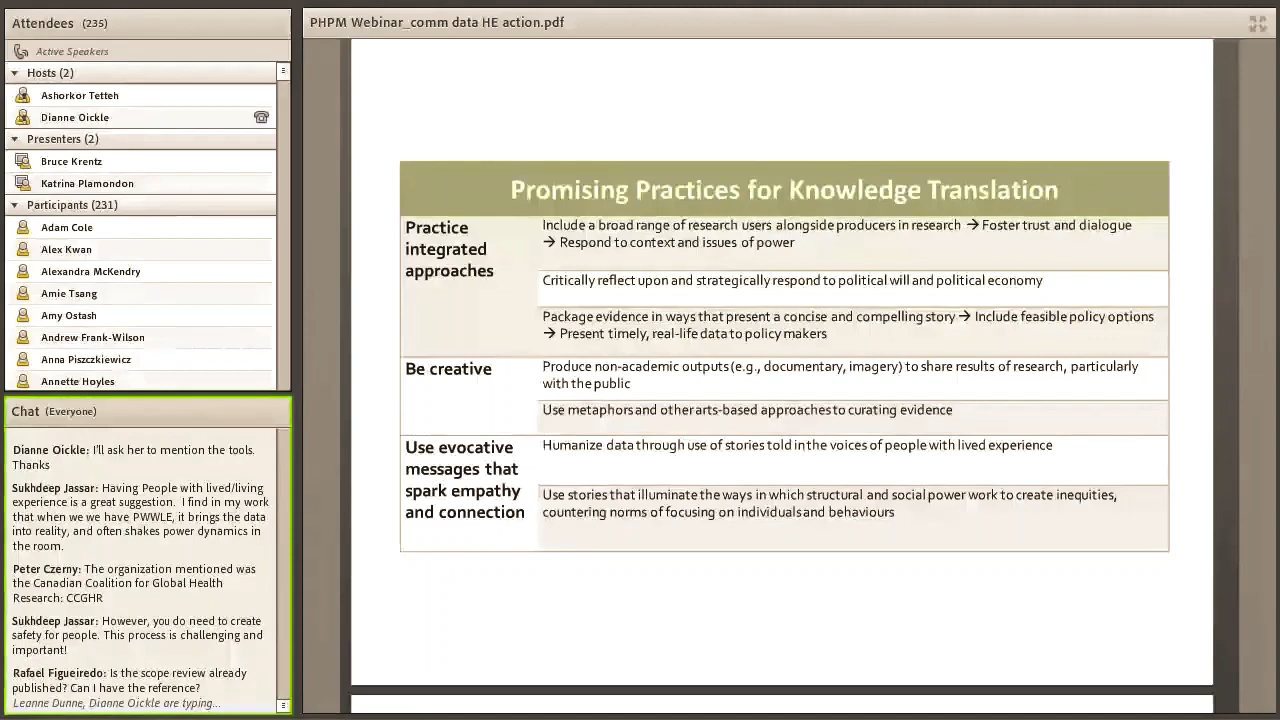 Attendees (235)
Active Speakers
Hosts (2)
Ashorkor Tetteh
Dianne Oickle
Presenters (2)
Bruce Krentz
Katrina Plamondon
Participants (231)
Adam Cole
Alex Kwan
Alexandra McKendry
Amie Tsang
Amy Ostash
Andrew Frank-Wilson
Anna Piszczkiewicz
Annette Hoyles
Chat (Everyone)
Dianne Oickle: I'll ask her to mention the tools.
Thanks
Sukhdeep Jassar: Having People with lived/living
experience is a great suggestion. I find in my work
that when we we have PWWLE, it brings the data
into reality, and often shakes power dynamics in
the room.
Peter Czerny: The organization mentioned was
the Canadian Coalition for Global Health
Research: CCGHR
Sukhdeep Jassar: However, you do need to create
safety for people. This process is challenging and
important!
Rafael Figueiredo: Is the scope review already
published? Can I have the reference?
Leanne Dunne, Dianne Oickle are typing...
PHPM Webinar_comm data HE action.pdf
Promising Practices for Knowledge Translation
Practice
integrated
approaches
Include a broad range of research users alongside producers in research → Foster trust and dialogue
→ Respond to context and issues of power
Critically reflect upon and strategically respond to political will and political economy
Package evidence in ways that present a concise and compelling story → Include feasible policy options
→ Present timely, real-life data to policy makers
Be creative
Produce non-academic outputs (e.g., documentary, imagery) to share results of research, particularly
with the public
Use metaphors and other arts-based approaches to curating evidence
Use evocative
messages that
spark empathy
and connection
Humanize data through use of stories told in the voices of people with lived experience
Use stories that illuminate the ways in which structural and social power work to create inequities,
countering norms of focusing on individuals and behaviours